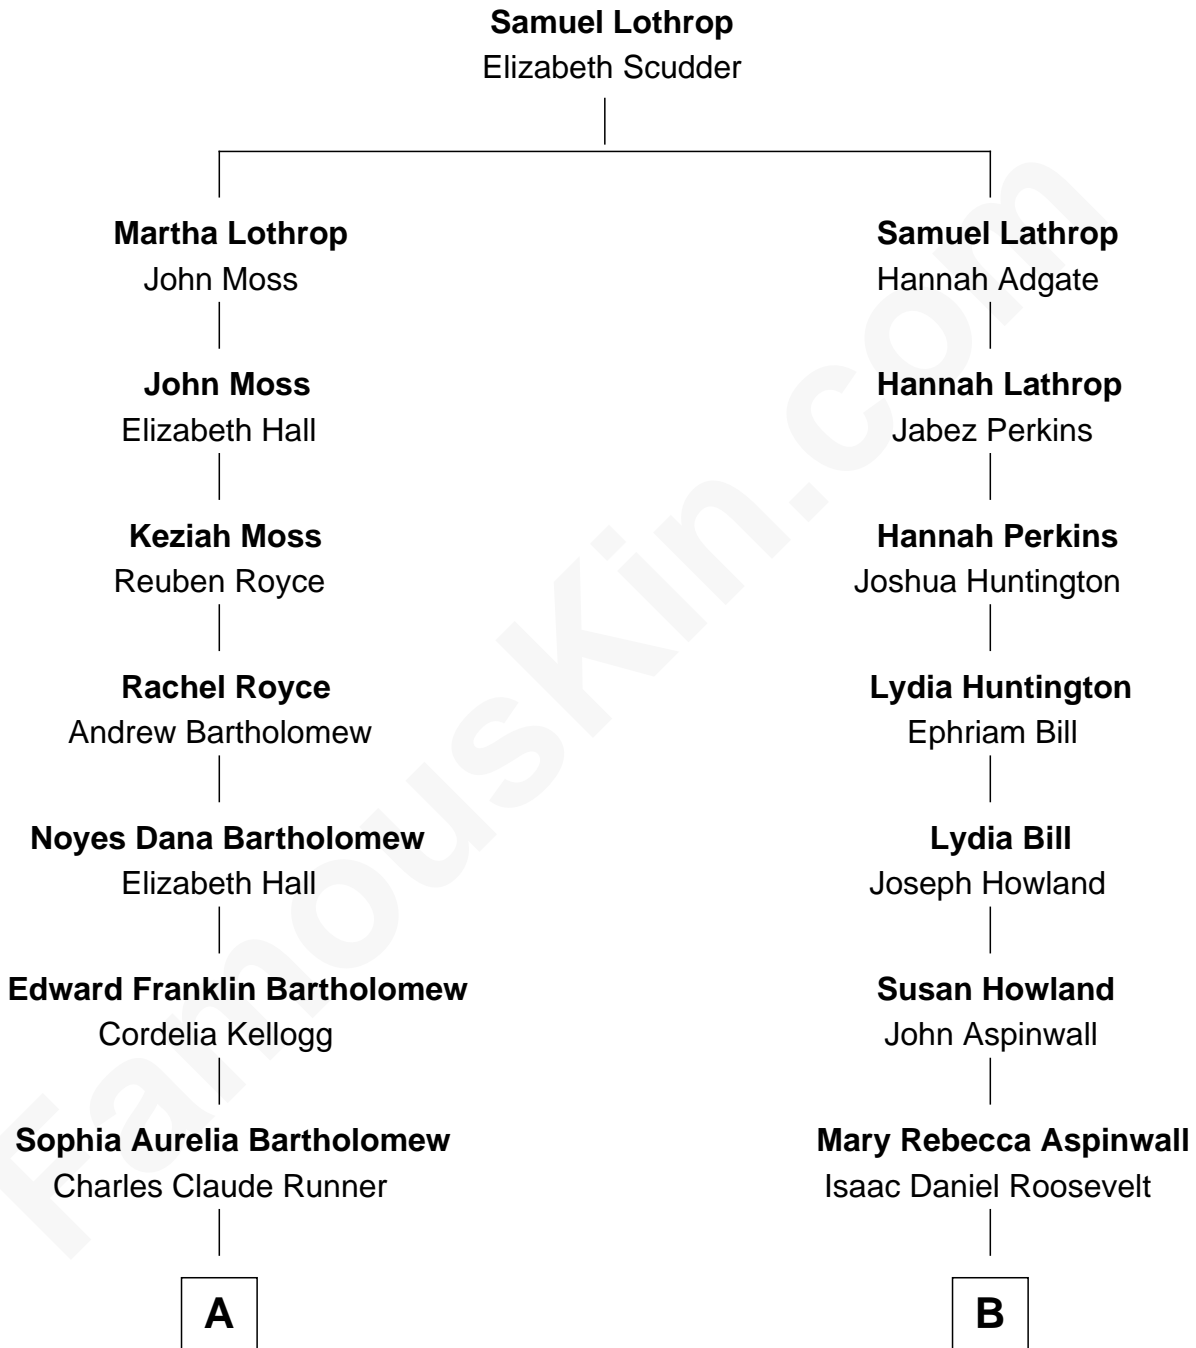 Samuel Lothrop
Elizabeth Scudder
Martha Lothrop
John Moss
Samuel Lathrop
Hannah Adgate
John Moss
Elizabeth Hall
Hannah Lathrop
Jabez Perkins
Keziah Moss
Reuben Royce
Hannah Perkins
Joshua Huntington
Rachel Royce
Andrew Bartholomew
Lydia Huntington
Ephriam Bill
Noyes Dana Bartholomew
Elizabeth Hall
Lydia Bill
Joseph Howland
Edward Franklin Bartholomew
Cordelia Kellogg
Susan Howland
John Aspinwall
Sophia Aurelia Bartholomew
Charles Claude Runner
Mary Rebecca Aspinwall
Isaac Daniel Roosevelt
A
B
FamousKin.com